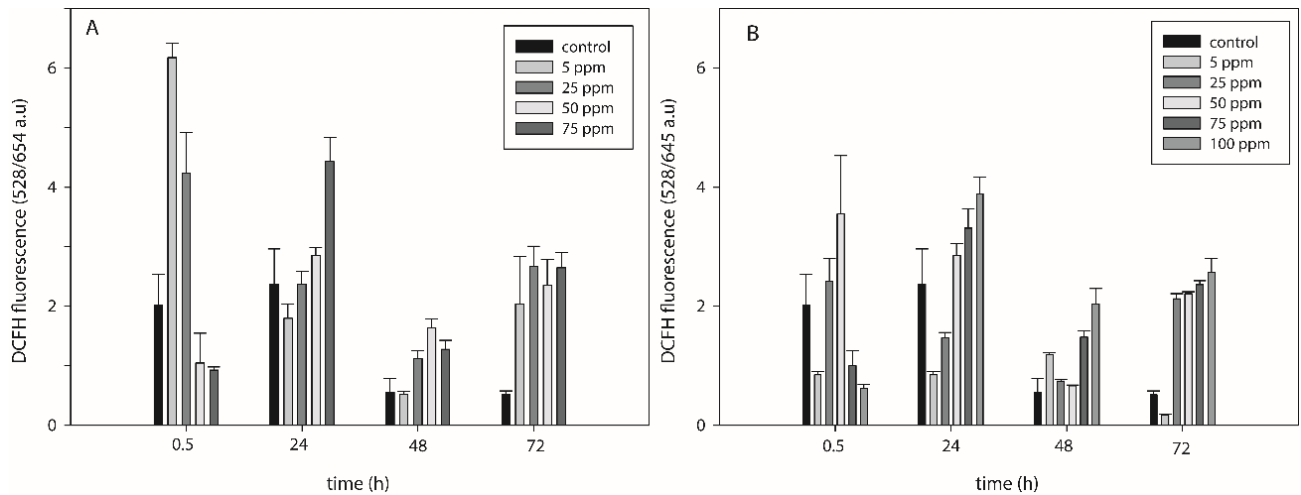 A
control
5 ppm
25 ppm
50 ppm
75 ppm
DCFH fluorescence (528/654 a.u)
6
4
2
0
0.5 24 48 72
time (h)
B
control
5 ppm
25 ppm
50 ppm
75 ppm
100 ppm
DCFH fluorescence (528/645 a.u)
6
4
2
0
0.5 24 48 72
time (h)